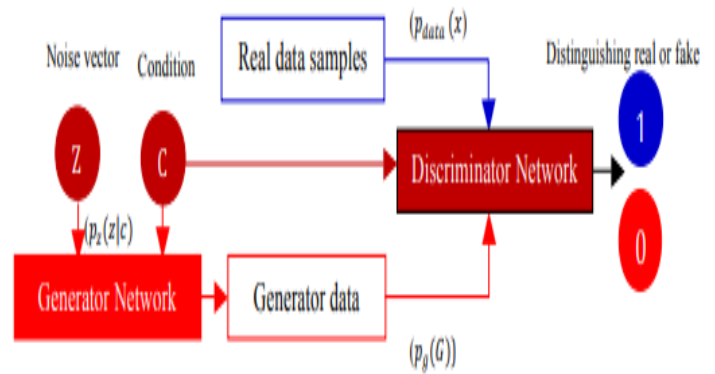 Noise vector
Condition
Real data samples
(p_data(x)
Distinguishing real or fake
Z
C
Discriminator Network
1
0
(p_z(z|c)
Generator Network
Generator data
(p_g(G))